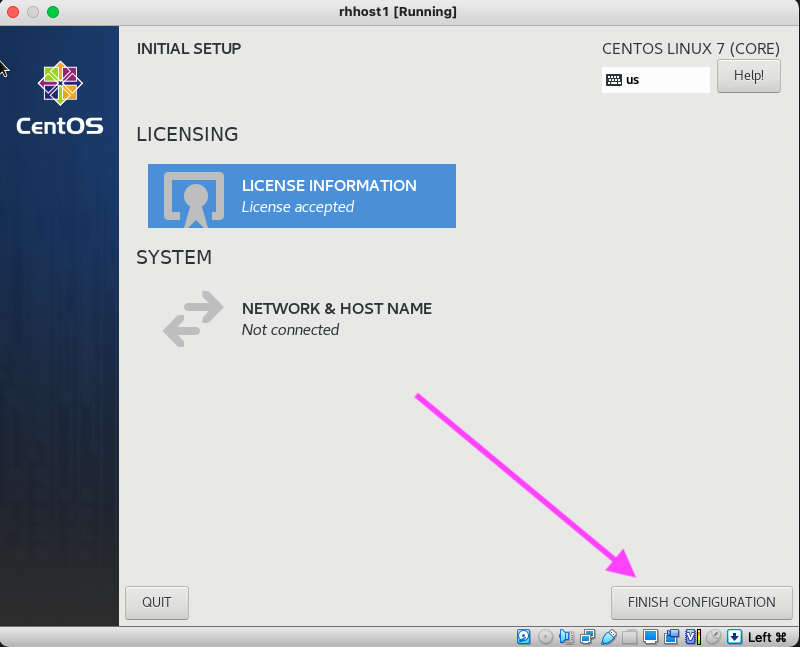 rhhost1 [Running]
INITIAL SETUP
CENTOS LINUX 7 (CORE)
us
Help!
CentOS
LICENSING
LICENSE INFORMATION
License accepted
SYSTEM
NETWORK & HOST NAME
Not connected
QUIT
FINISH CONFIGURATION
Left ⌘